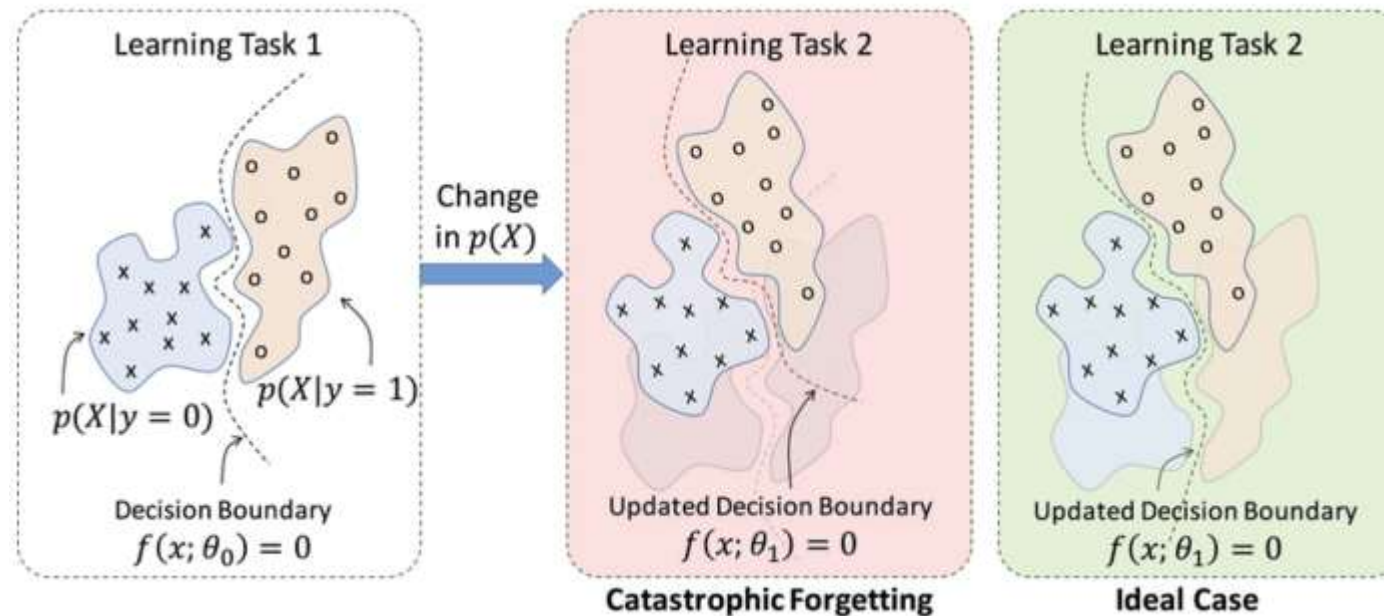 Learning Task 1
p(X|y = 0)
p(X|y = 1)
Decision Boundary
f(x; θ₀) = 0
Change
in p(X)
Learning Task 2
Updated Decision Boundary
f(x; θ₁) = 0
Catastrophic Forgetting
Learning Task 2
Updated Decision Boundary
f(x; θ₁) = 0
Ideal Case